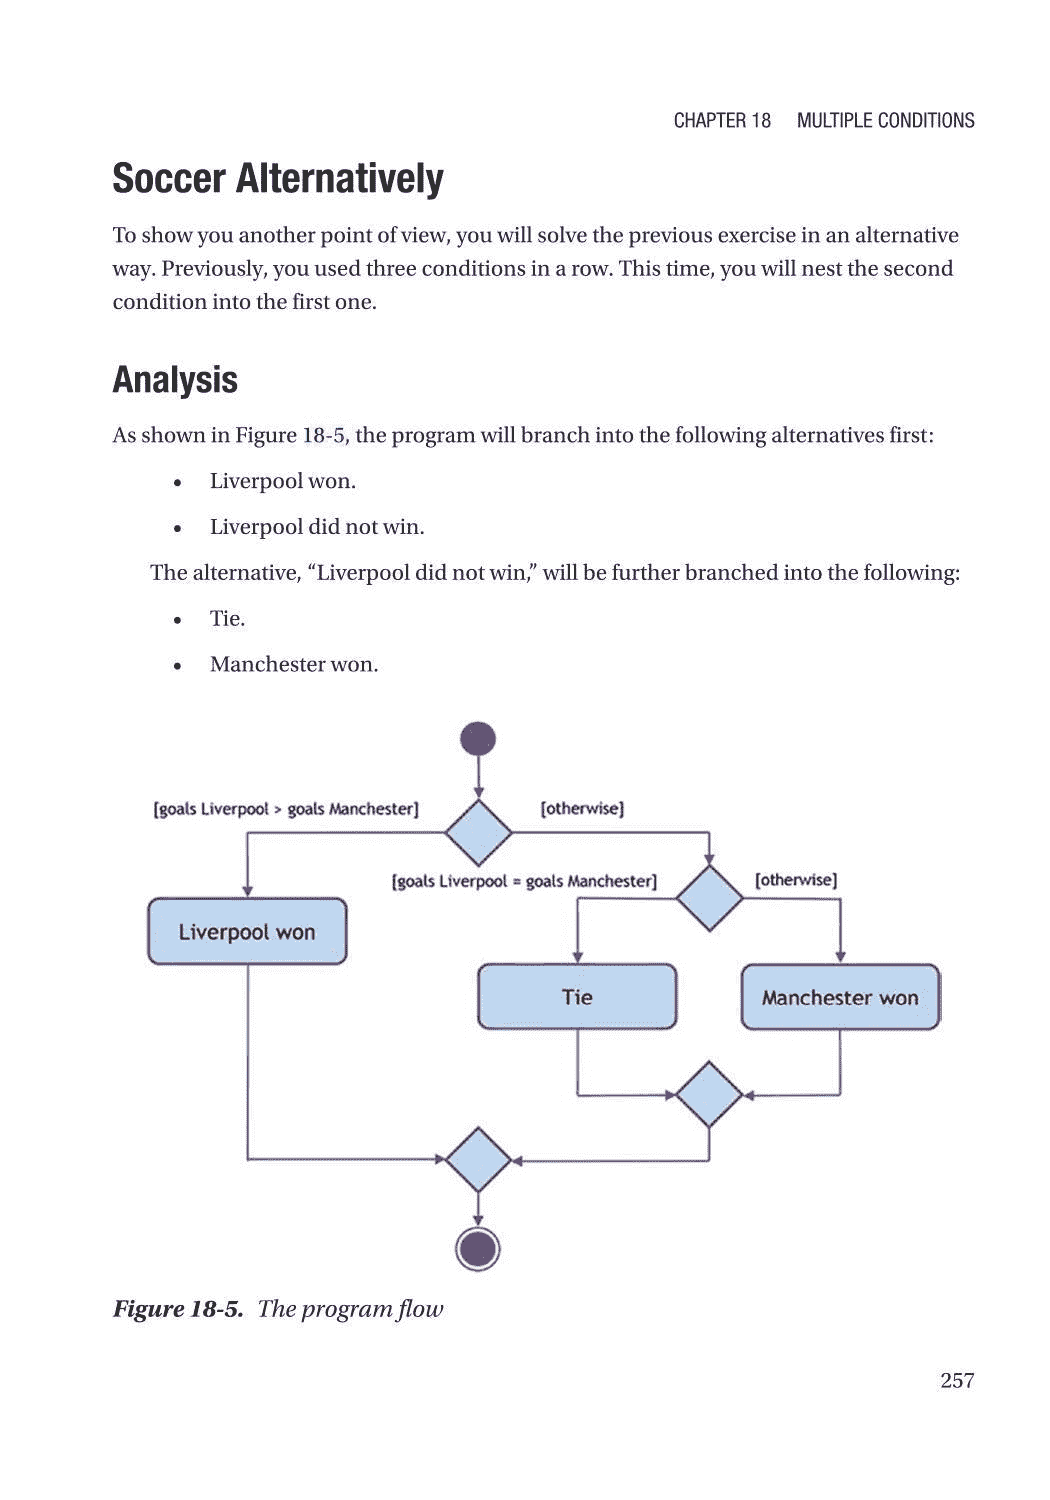 CHAPTER 18 MULTIPLE CONDITIONS
Soccer Alternatively
To show you another point of view, you will solve the previous exercise in an alternative
way. Previously, you used three conditions in a row. This time, you will nest the second
condition into the first one.
Analysis
As shown in Figure 18-5, the program will branch into the following alternatives first:
• Liverpool won.
• Liverpool did not win.
The alternative, “Liverpool did not win,” will be further branched into the following:
• Tie.
• Manchester won.
[goals Liverpool > goals Manchester]
[otherwise]
[goals Liverpool = goals Manchester]
[otherwise]
Liverpool won
Tie
Manchester won
Figure 18-5. The program flow
257